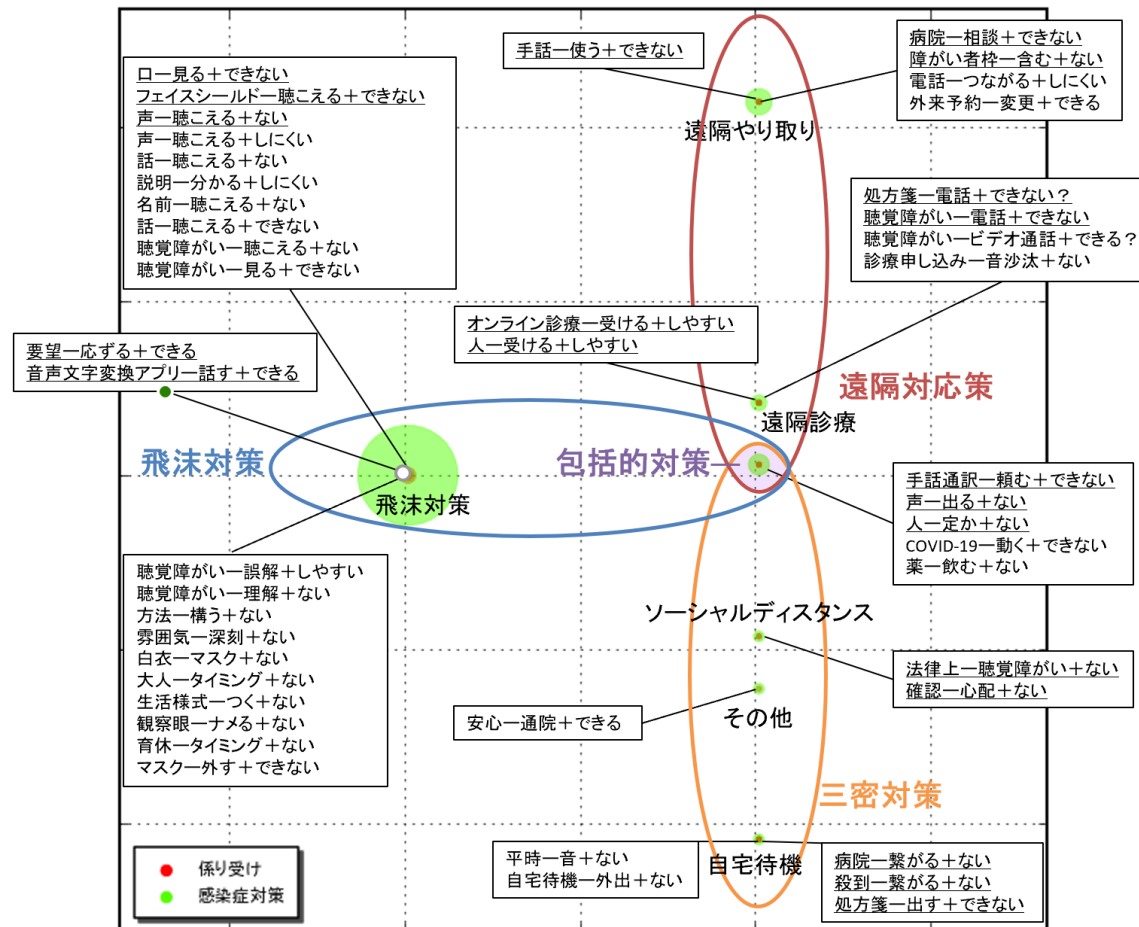 手話ー使う＋できない
病院ー相談＋できない
障がい者枠ー含む＋ない
電話ーつながる＋しにくい
外来予約ー変更＋できる
口ー見る＋できない
フェイスシールドー聴こえる＋できない
声ー聴こえる＋ない
声ー聴こえる＋しにくい
話ー聴こえる＋ない
説明ー分かる＋しにくい
名前ー聴こえる＋ない
話ー聴こえる＋できない
聴覚障がいー聴こえる＋ない
聴覚障がいー見る＋できない
遠隔やり取り
処方箋ー電話＋できない？
聴覚障がいー電話＋できない
聴覚障がいービデオ通話＋できる？
診療申し込みー音沙汰＋ない
オンライン診療ー受ける＋しやすい
人ー受ける＋しやすい
要望ー応ずる＋できる
音声文字変換アプリー話す＋できる
遠隔対応策
遠隔診療
飛沫対策
包括的対策
飛沫対策
手話通訳ー頼む＋できない
声ー出る＋ない
人ー定か＋ない
COVID-19ー動く＋できない
薬ー飲む＋ない
聴覚障がいー誤解＋しやすい
聴覚障がいー理解＋ない
方法ー構う＋ない
雰囲気ー深刻＋ない
白衣ーマスク＋ない
大人ータイミング＋ない
生活様式ーつく＋ない
観察眼ーナメる＋ない
育休ータイミング＋ない
マスクー外す＋できない
ソーシャルディスタンス
法律上ー聴覚障がい＋ない
確認ー心配＋ない
安心ー通院＋できる
その他
三密対策
平時ー音＋ない
自宅待機ー外出＋ない
自宅待機
病院ー繋がる＋ない
殺到ー繋がる＋ない
処方箋ー出す＋できない
係り受け
感染症対策